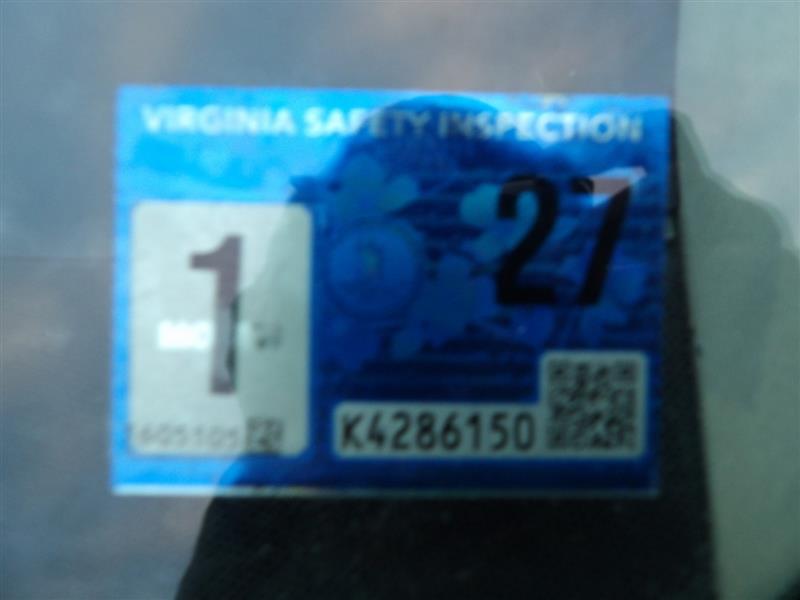 VIRGINIA SAFETY INSPECTION
27
1
K4286150